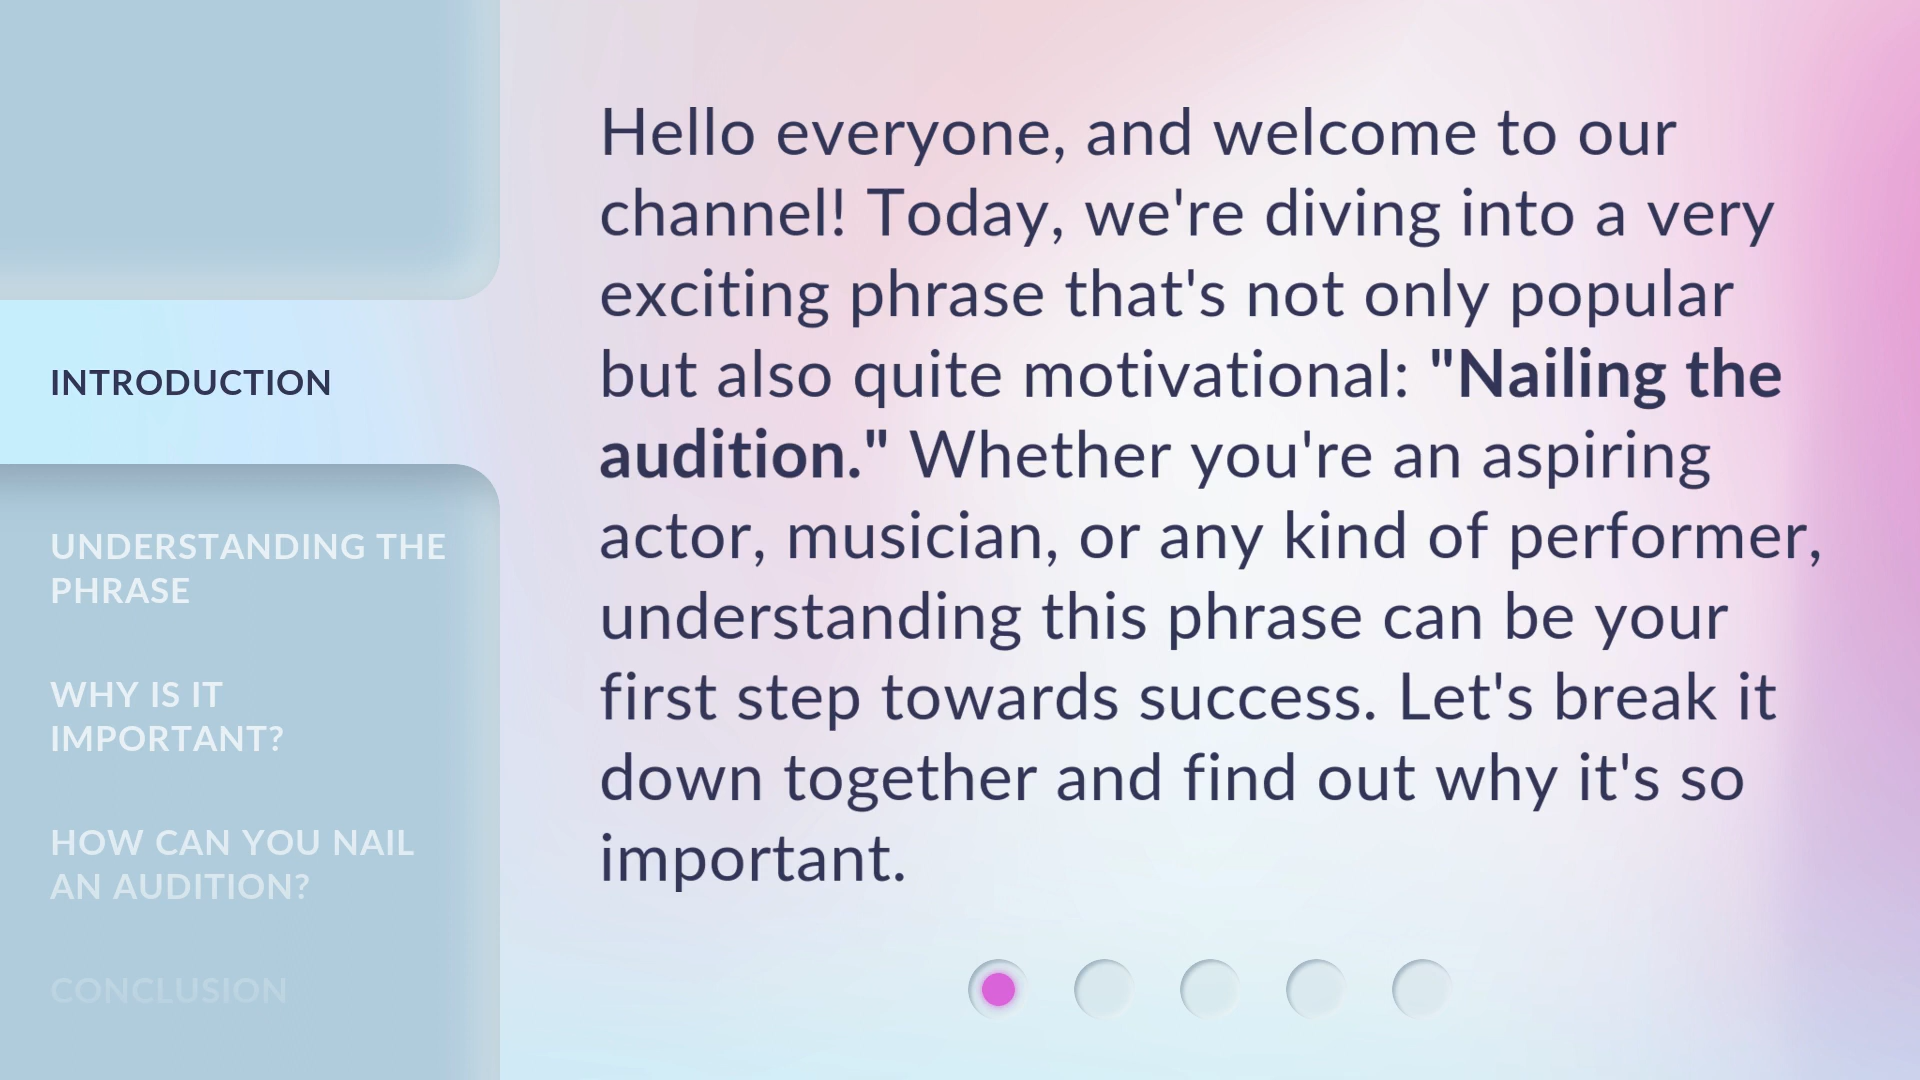 INTRODUCTION
UNDERSTANDING THE
PHRASE
WHY IS IT
IMPORTANT?
HOW CAN YOU NAIL
AN AUDITION?
CONCLUSION
Hello everyone, and welcome to our
channel! Today, we're diving into a very
exciting phrase that's not only popular
but also quite motivational: "Nailing the
audition." Whether you're an aspiring
actor, musician, or any kind of performer,
understanding this phrase can be your
first step towards success. Let's break it
down together and find out why it's so
important.